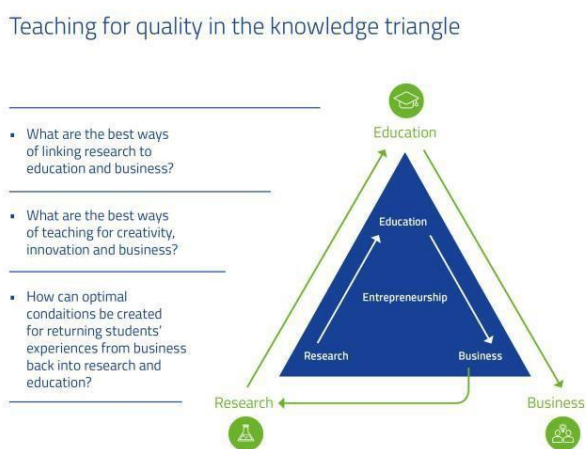 Teaching for quality in the knowledge triangle
▪ What are the best ways
of linking research to
education and business?
▪ What are the best ways
of teaching for creativity,
innovation and business?
▪ How can optimal
condaitions be created
for returning students’
experiences from business
back into research and
education?
Education
Education
Entrepreneurship
Research
Business
Research
Business